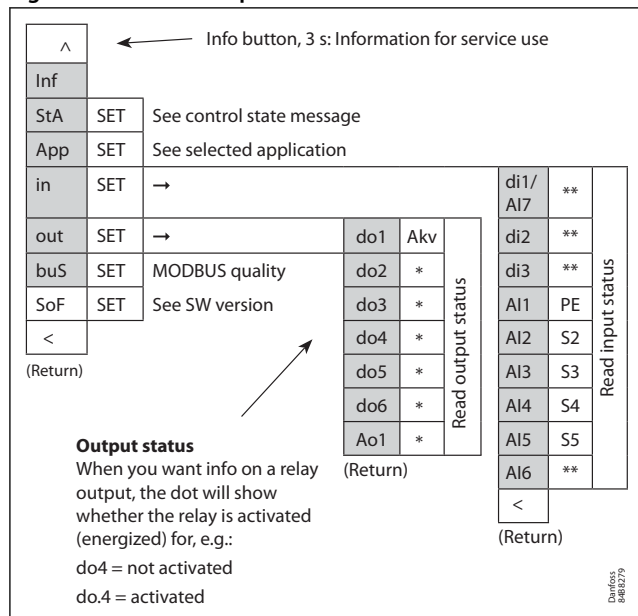 ^
Info button, 3 s: Information for service use
Inf
StA SET See control state message
App SET See selected application
in SET → di1/ AI7 **
out SET → do1 Akv di2 **
buS SET MODBUS quality do2 * di3 **
SoF SET See SW version do3 * AI1 PE
< do4 * AI2 S2
(Return) do5 * AI3 S3
do6 * AI4 S4
Ao1 * AI5 S5
(Return) AI6 **
<
(Return)
Read output status
Read input status
Output status
When you want info on a relay
output, the dot will show
whether the relay is activated
(energized) for, e.g.:
do4 = not activated
do.4 = activated
Danfoss
84B8279